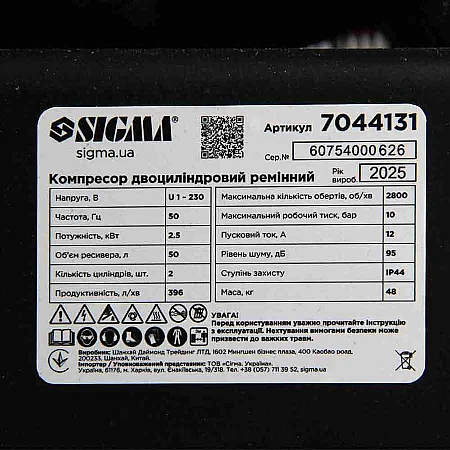 SIGMA
sigma.ua
Артикул 7044131
Сер.№ 60754000626
Компресор двоциліндровий ремінний
Рік вироб. 2025
Напруга, В U 1 ~ 230
Частота, Гц 50
Потужність, кВт 2.5
Об'єм ресивера, л 50
Кількість циліндрів, шт 2
Продуктивність, л/хв 396
Максимальна кількість обертів, об/хв 2800
Максимальний робочий тиск, бар 10
Пусковий ток, А 12
Рівень шуму, дБ 95
Ступінь захисту IP44
Маса, кг 48
УВАГА!
Перед користуванням уважно прочитайте інструкцію
з експлуатації. Нехтування вимогами безпеки може
призвести до важких травм.
Виробник: Шанхай Даймонд Трейдинг ЛТД, 1602 Мингшен бізнес плаза, 400 Каобао роад,
200233, Шанхай, Китай.
Імпортер / Уповноважений представник: ТОВ «Сігма. Україна»,
Україна, 61176, м. Харків, вул. Єнакіївська, 19/318. Тел. +38 (057) 711 39 52, sigma.ua